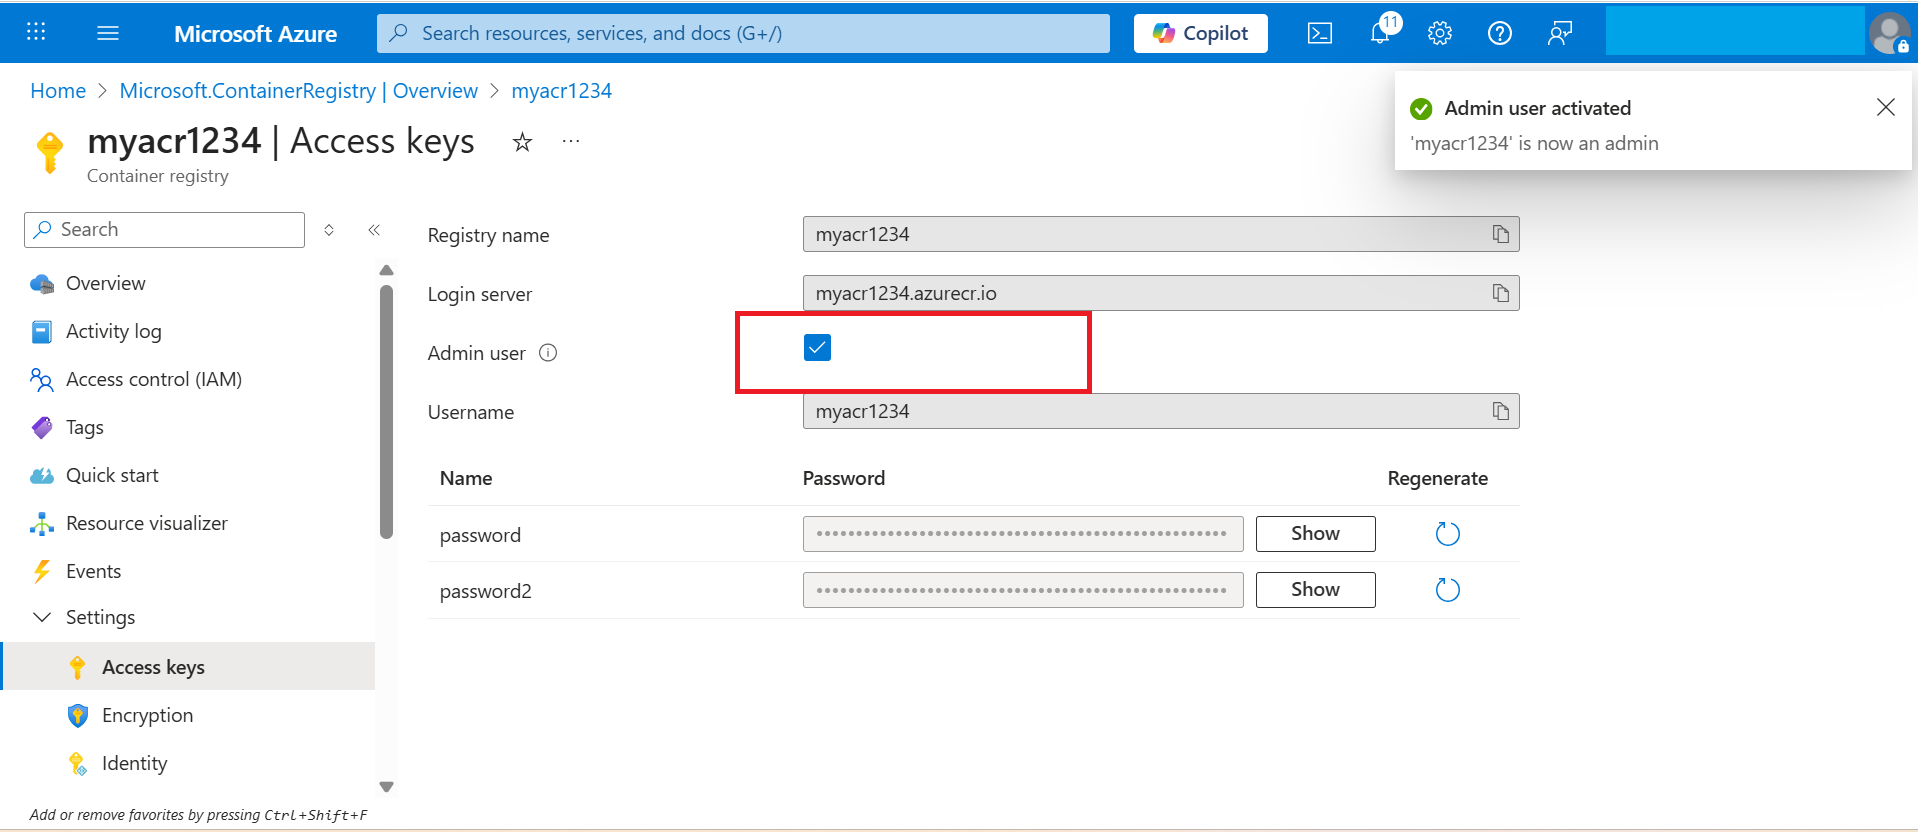 Microsoft Azure
Search resources, services, and docs (G+/)
Copilot
11
Home > Microsoft.ContainerRegistry | Overview > myacr1234
Admin user activated
'myacr1234' is now an admin
myacr1234 | Access keys
Container registry
Search
Overview
Activity log
Access control (IAM)
Tags
Quick start
Resource visualizer
Events
Settings
Access keys
Encryption
Identity
Add or remove favorites by pressing Ctrl+Shift+F
Registry name
myacr1234
Login server
myacr1234.azurecr.io
Admin user
Username
myacr1234
Name Password Regenerate
password Show
password2 Show